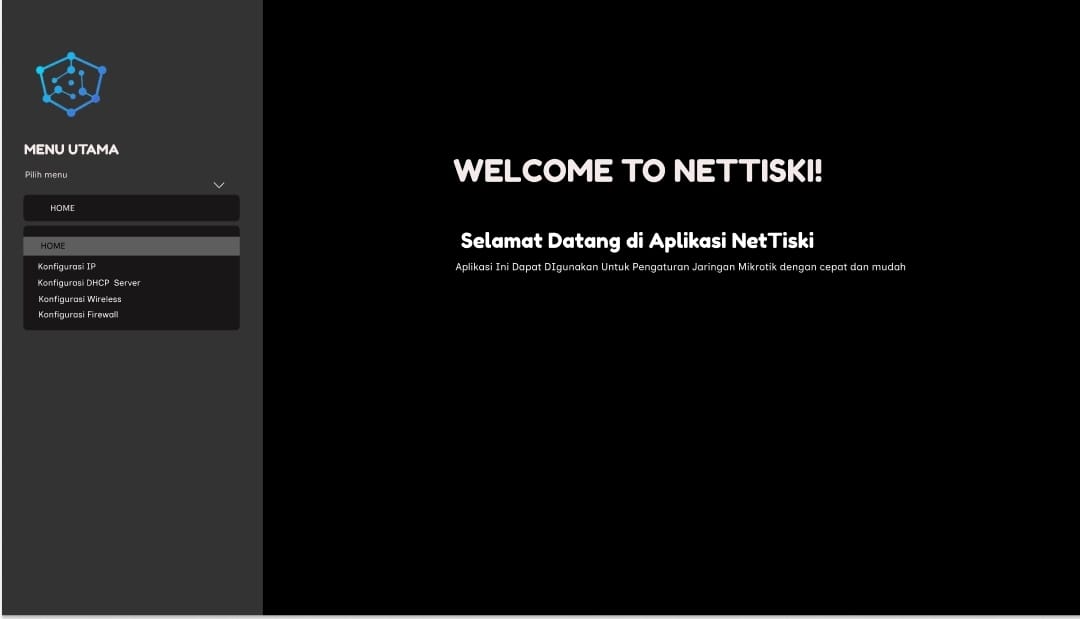 MENU UTAMA
Pilih menu
HOME
HOME
Konfigurasi IP
Konfigurasi DHCP Server
Konfigurasi Wireless
Konfigurasi Firewall
WELCOME TO NETTISKI!
Selamat Datang di Aplikasi NetTiski
Aplikasi Ini Dapat DIgunakan Untuk Pengaturan Jaringan Mikrotik dengan cepat dan mudah